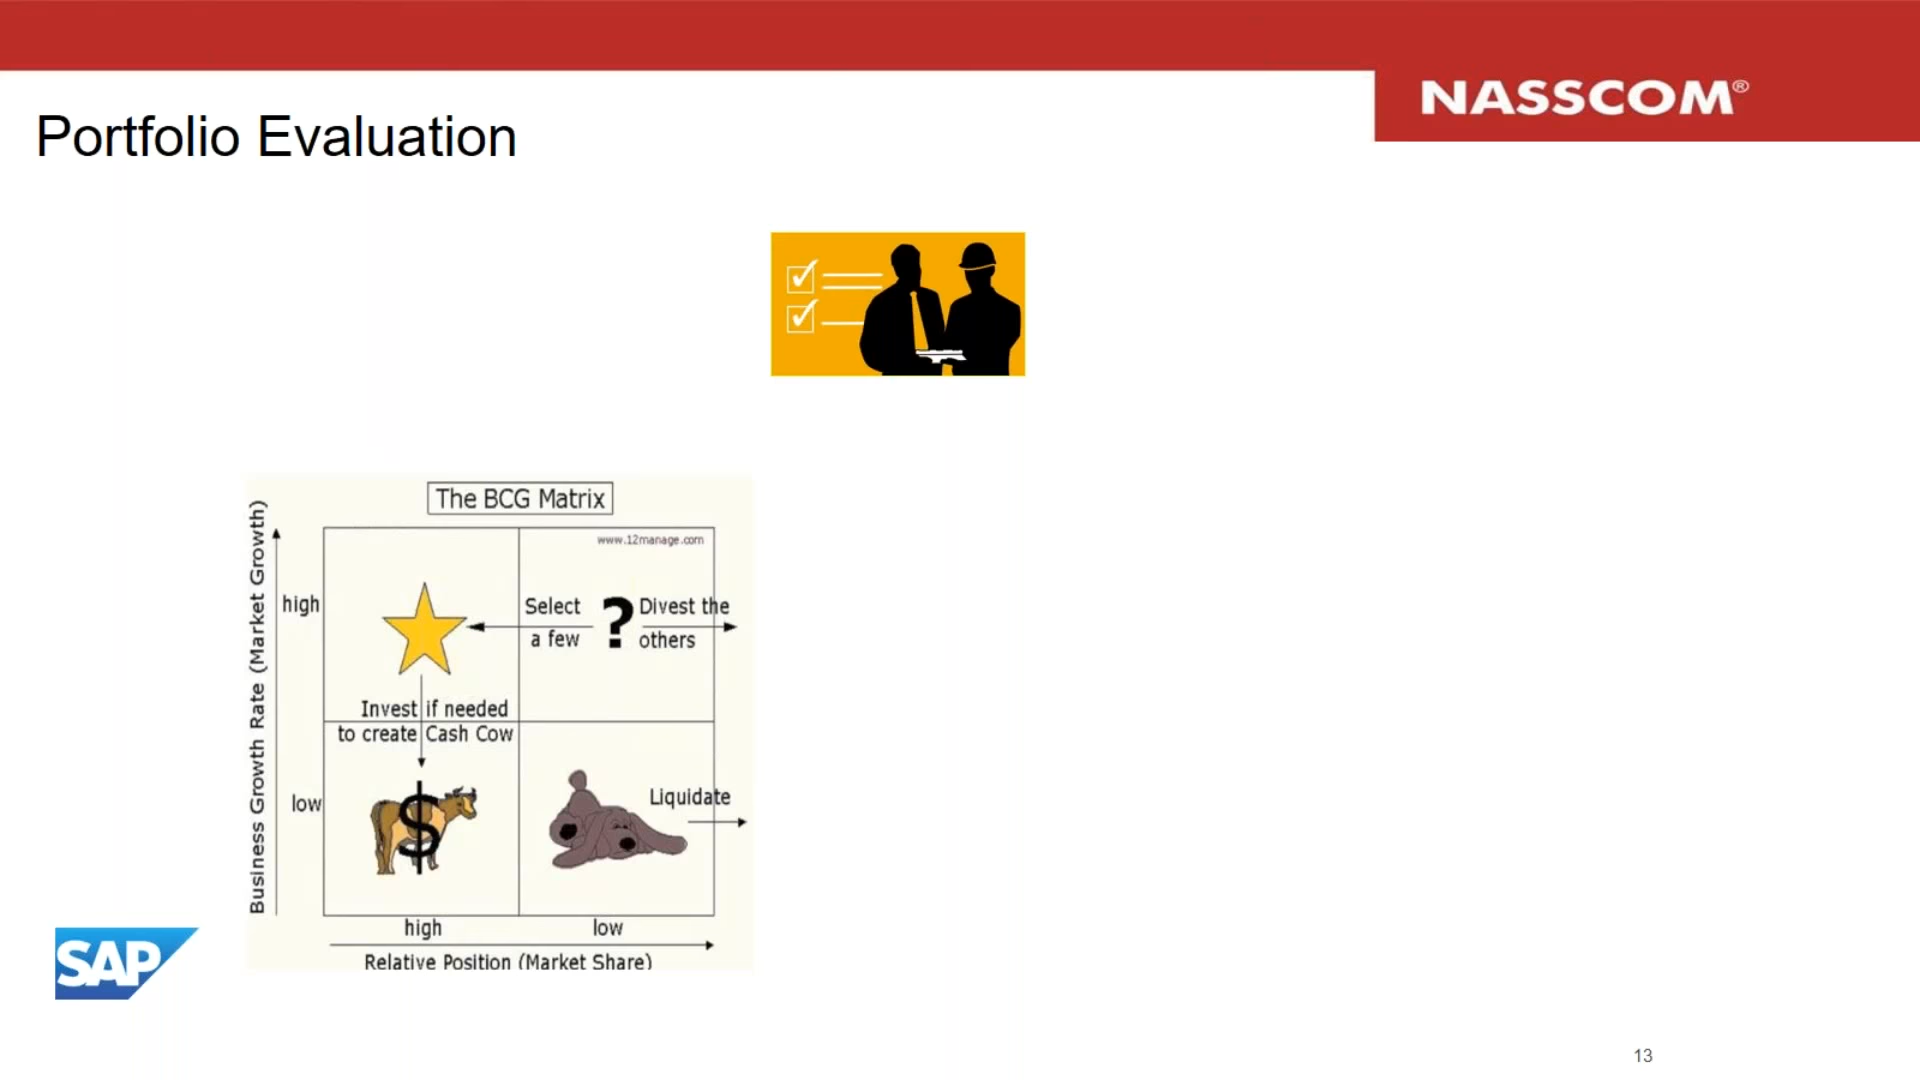 NASSCOM®
Portfolio Evaluation
The BCG Matrix
www.12manage.com
Business Growth Rate (Market Growth)
high
Select
a few
?
Divest the
others
Invest if needed
to create Cash Cow
low
$
Liquidate
high
low
Relative Position (Market Share)
SAP
13